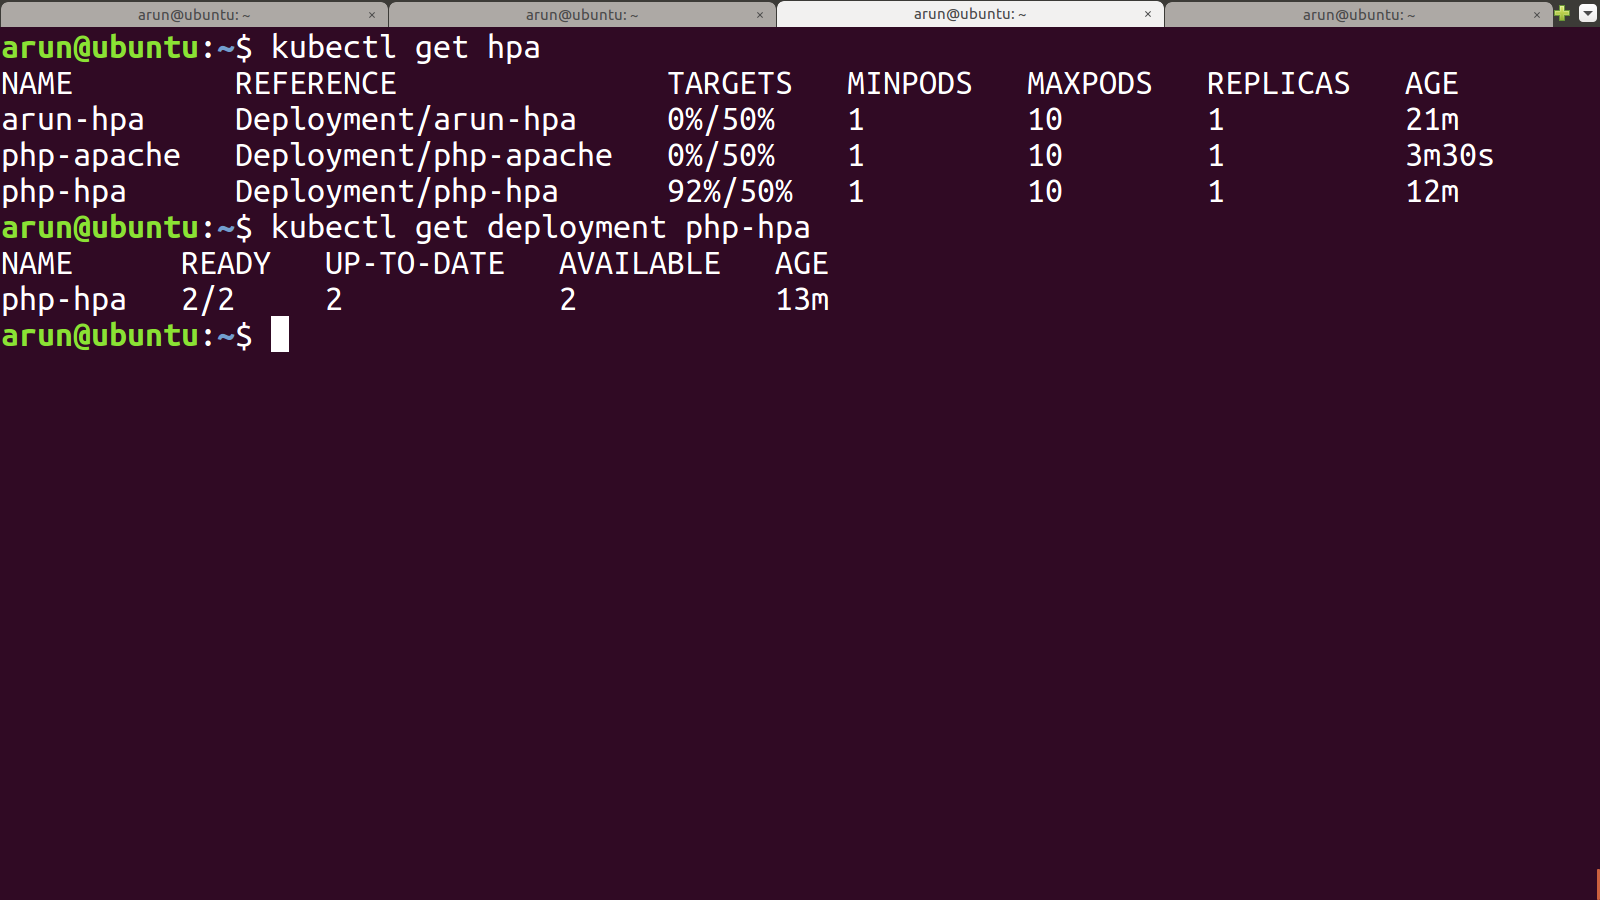 arun@ubuntu: ~ × arun@ubuntu: ~ × arun@ubuntu: ~ × arun@ubuntu: ~ ×
arun@ubuntu:~$ kubectl get hpa
NAME REFERENCE TARGETS MINPODS MAXPODS REPLICAS AGE
arun-hpa Deployment/arun-hpa 0%/50% 1 10 1 21m
php-apache Deployment/php-apache 0%/50% 1 10 1 3m30s
php-hpa Deployment/php-hpa 92%/50% 1 10 1 12m
arun@ubuntu:~$ kubectl get deployment php-hpa
NAME READY UP-TO-DATE AVAILABLE AGE
php-hpa 2/2 2 2 13m
arun@ubuntu:~$